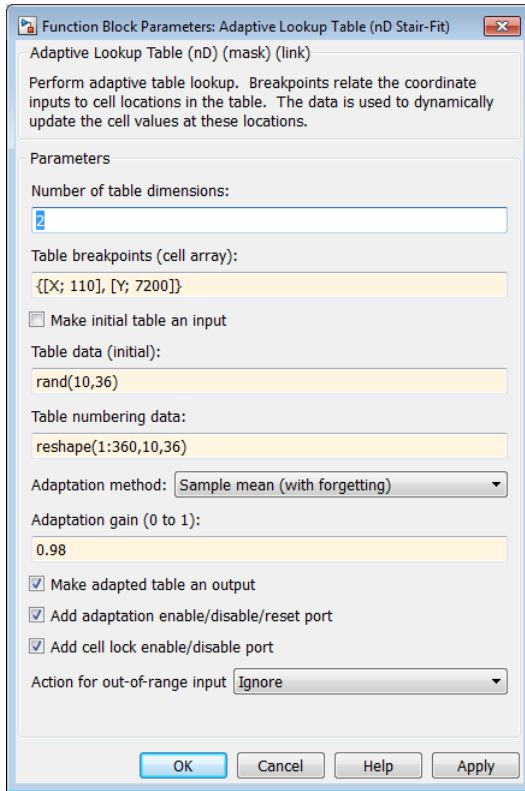 Function Block Parameters: Adaptive Lookup Table (nD Stair-Fit)
Adaptive Lookup Table (nD) (mask) (link)
Perform adaptive table lookup.  Breakpoints relate the coordinate
inputs to cell locations in the table.  The data is used to dynamically
update the cell values at these locations.
Parameters
Number of table dimensions:
2
Table breakpoints (cell array):
{[X; 110], [Y; 7200]}
Make initial table an input
Table data (initial):
rand(10,36)
Table numbering data:
reshape(1:360,10,36)
Adaptation method: Sample mean (with forgetting)
Adaptation gain (0 to 1):
0.98
Make adapted table an output
Add adaptation enable/disable/reset port
Add cell lock enable/disable port
Action for out-of-range input Ignore
OK Cancel Help Apply